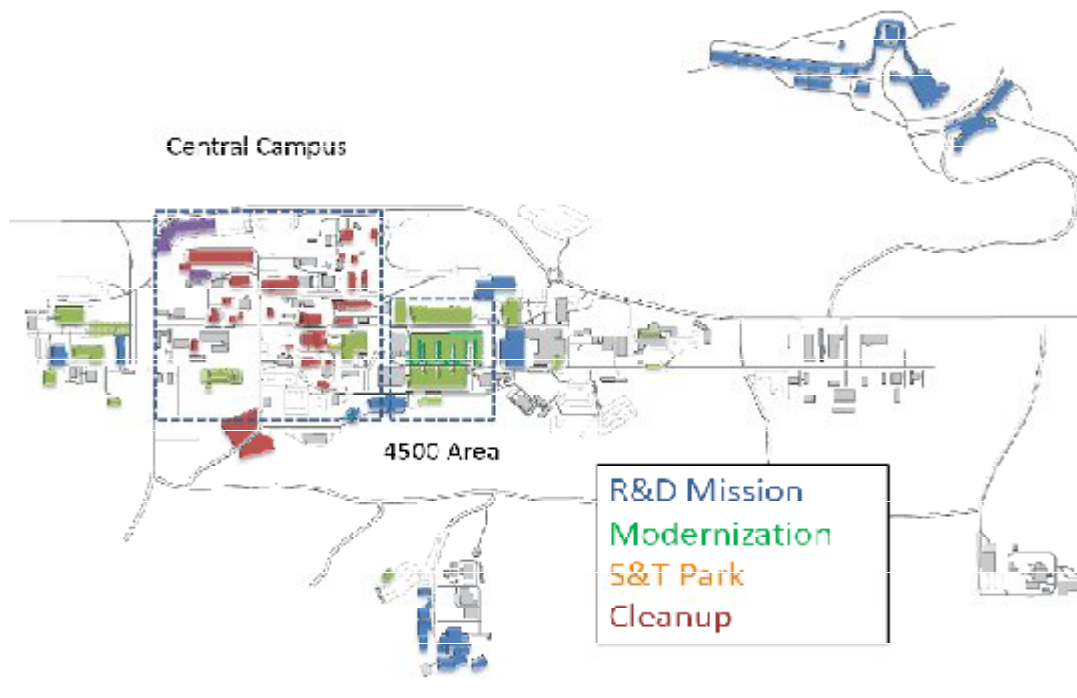 Central Campus
4500 Area
R&D Mission
Modernization
S&T Park
Cleanup